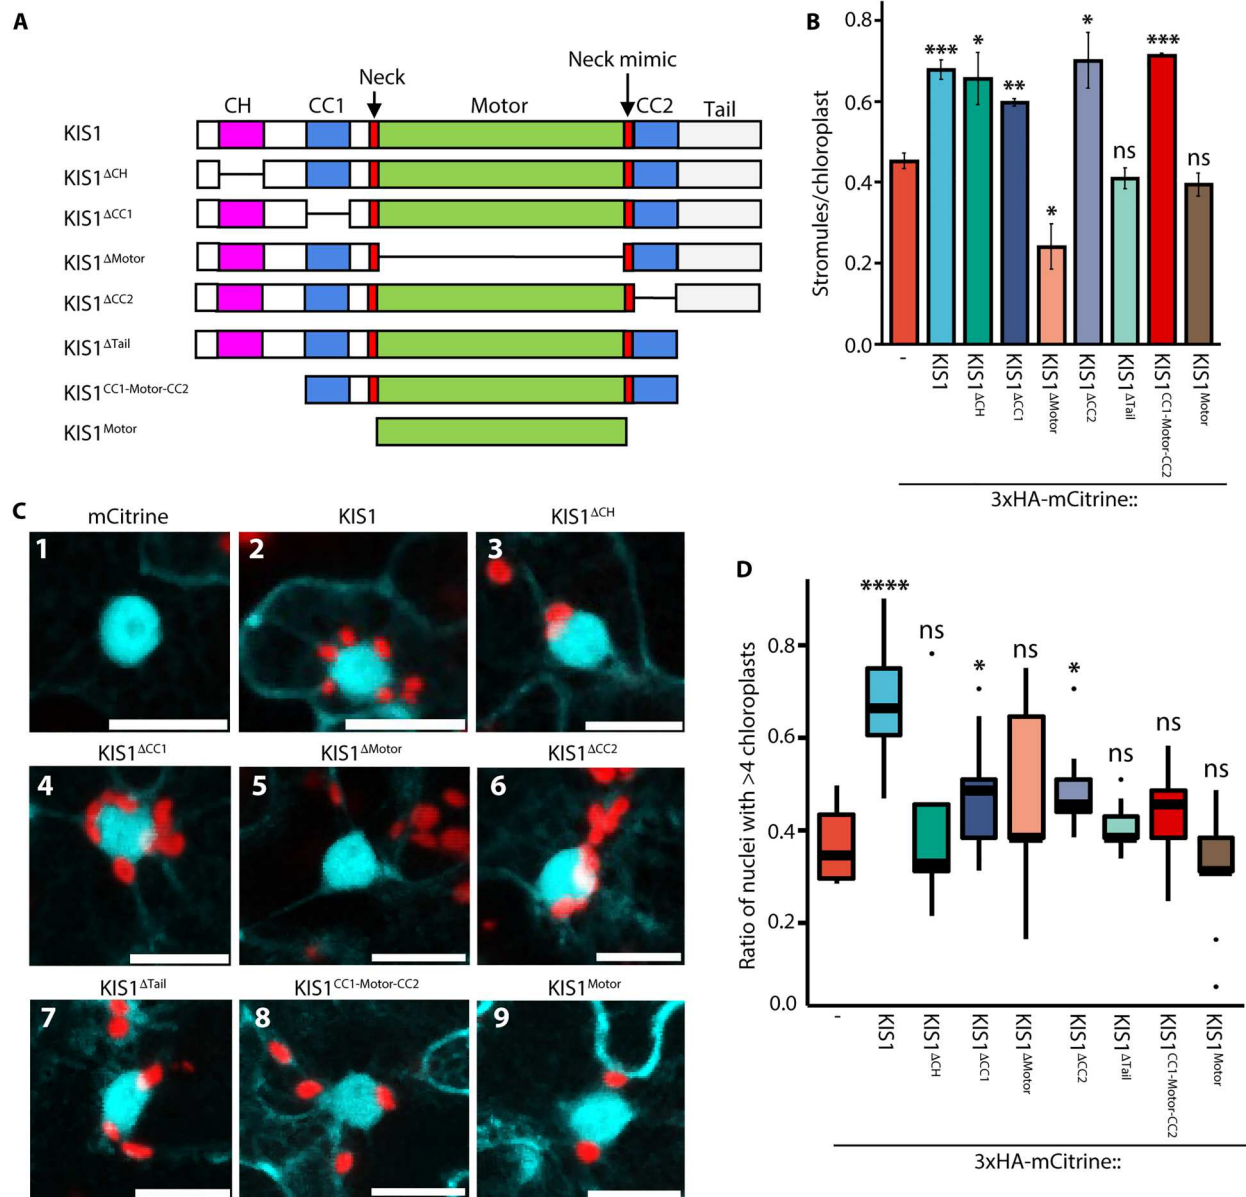 A
Neck
Neck mimic
CH
CC1
Motor
CC2
Tail
KIS1
KIS1ΔCH
KIS1ΔCC1
KIS1ΔMotor
KIS1ΔCC2
KIS1ΔTail
KIS1CC1-Motor-CC2
KIS1Motor
B
Stromules/chloroplast
0.8
0.6
0.4
0.2
0.0
***
*
**
*
*
ns
***
ns
-
KIS1
KIS1ΔCH
KIS1ΔCC1
KIS1ΔMotor
KIS1ΔCC2
KIS1ΔTail
KIS1CC1-Motor-CC2
KIS1Motor
3xHA-mCitrine::
C
mCitrine
KIS1
KIS1ΔCH
1
2
3
KIS1ΔCC1
KIS1ΔMotor
KIS1ΔCC2
4
5
6
KIS1ΔTail
KIS1CC1-Motor-CC2
KIS1Motor
7
8
9
D
Ratio of nuclei with >4 chloroplasts
0.8
0.6
0.4
0.2
0.0
****
ns
*
ns
*
ns
ns
ns
-
KIS1
KIS1ΔCH
KIS1ΔCC1
KIS1ΔMotor
KIS1ΔCC2
KIS1ΔTail
KIS1CC1-Motor-CC2
KIS1Motor
3xHA-mCitrine::